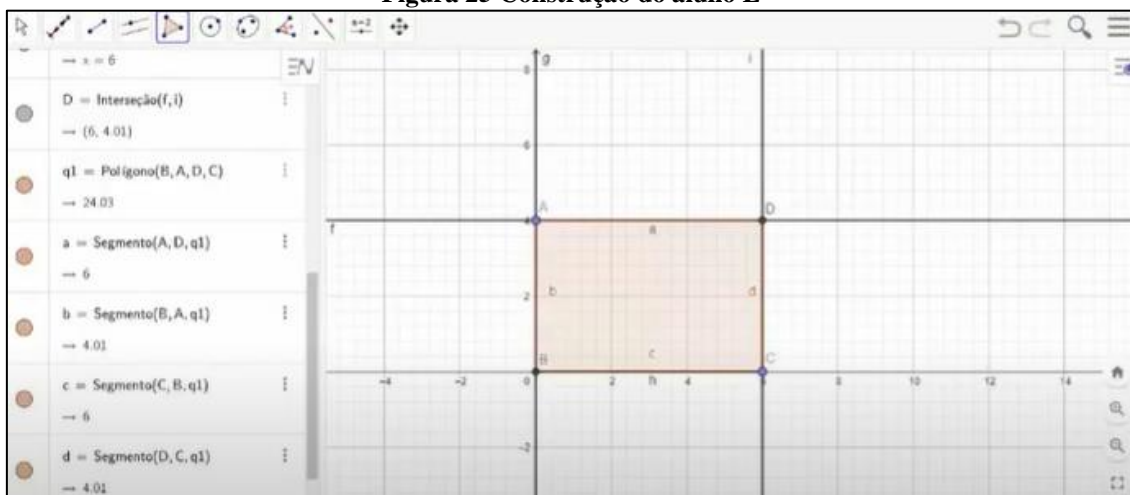 Figura 25 Construção do aluno E
→ x = 6
D = Interseção(f, i)
→ (6, 4.01)
q1 = Polígono(B, A, D, C)
→ 24.03
a = Segmento(A, D, q1)
→ 6
b = Segmento(B, A, q1)
→ 4.01
c = Segmento(C, B, q1)
→ 6
d = Segmento(D, C, q1)
→ 4.01
a=2
8 g i
6
A D
4
f a
2 b d
c
B C
-4 -2 0 2 h 4 6 8 10 12 14
-2